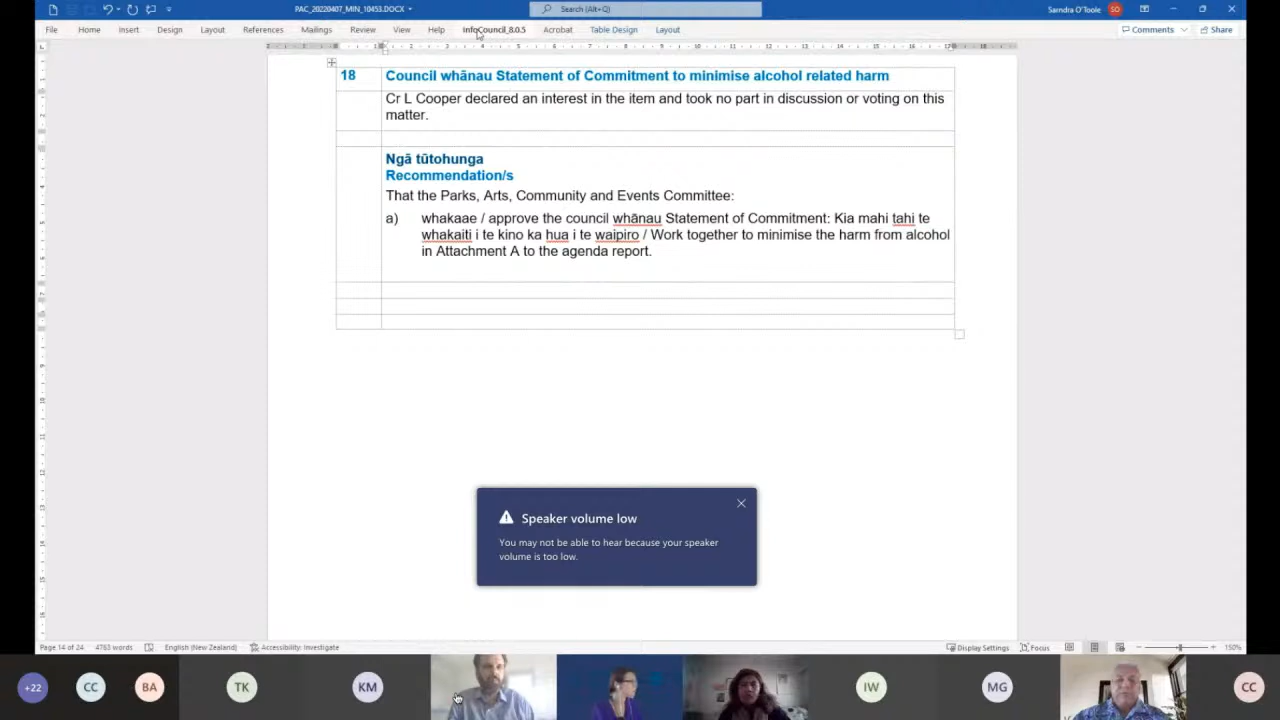 PAC_20220407_MIN_10453.DOCX
Search (Alt+Q)
Sarndra O'Toole
SO
File Home Insert Design Layout References Mailings Review View Help InfoCouncil_8.0.5 Acrobat Table Design Layout
Comments
Share
18 Council whānau Statement of Commitment to minimise alcohol related harm
Cr L Cooper declared an interest in the item and took no part in discussion or voting on this
matter.
Ngā tūtohunga
Recommendation/s
That the Parks, Arts, Community and Events Committee:
a) whakaae / approve the council whānau Statement of Commitment: Kia mahi tahi te
whakaiti i te kino ka hua i te waipiro / Work together to minimise the harm from alcohol
in Attachment A to the agenda report.
Speaker volume low
You may not be able to hear because your speaker
volume is too low.
Page 14 of 24 4783 words English (New Zealand) Accessibility: Investigate
Display Settings Focus 150%
+22 CC BA TK KM IW MG CC